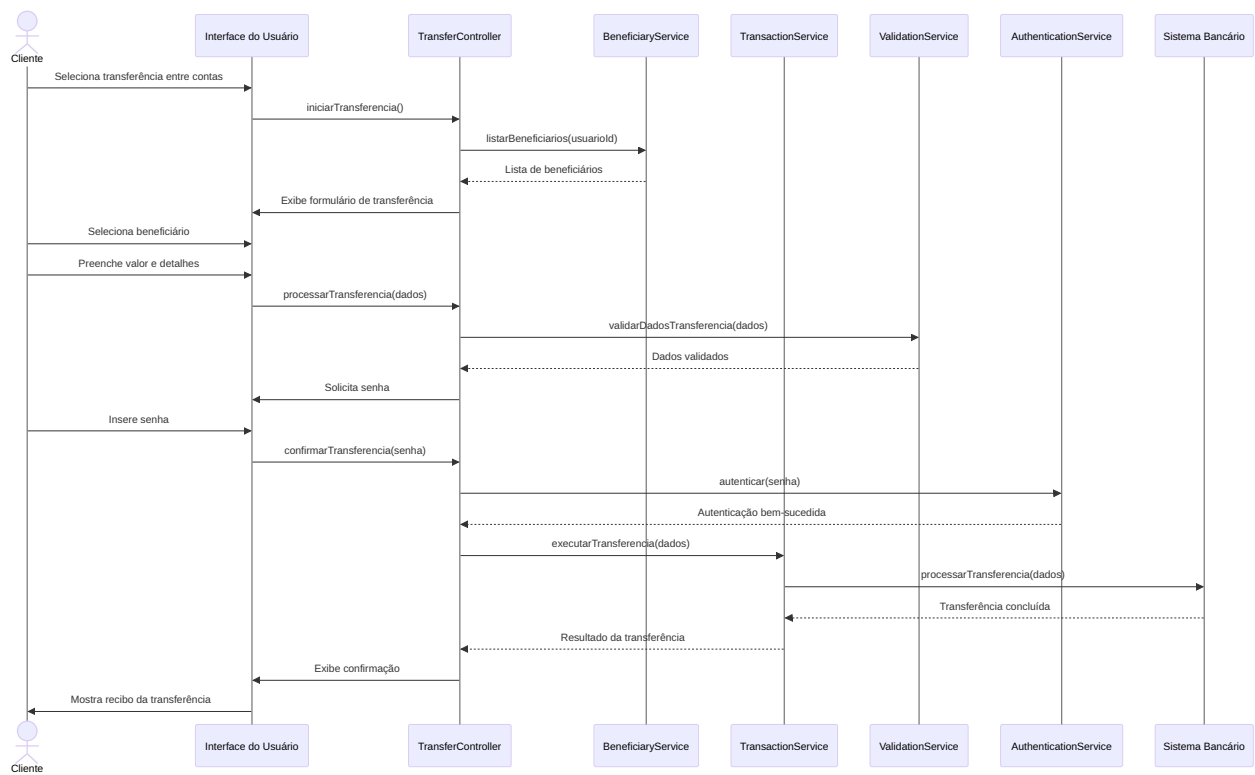 Cliente
Interface do Usuário
TransferController
BeneficiaryService
TransactionService
ValidationService
AuthenticationService
Sistema Bancário
Seleciona transferência entre contas
iniciarTransferencia()
listarBeneficiarios(usuarioId)
Lista de beneficiários
Exibe formulário de transferência
Seleciona beneficiário
Preenche valor e detalhes
processarTransferencia(dados)
validarDadosTransferencia(dados)
Dados validados
Solicita senha
Insere senha
confirmarTransferencia(senha)
autenticar(senha)
Autenticação bem-sucedida
executarTransferencia(dados)
processarTransferencia(dados)
Transferência concluída
Resultado da transferência
Exibe confirmação
Mostra recibo da transferência
Cliente
Interface do Usuário
TransferController
BeneficiaryService
TransactionService
ValidationService
AuthenticationService
Sistema Bancário